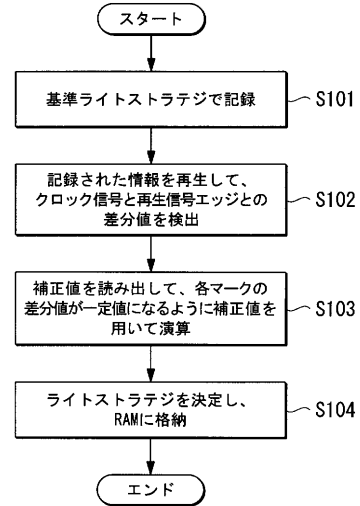 スタート
基準ライトストラテジで記録
S101
記録された情報を再生して、
クロック信号と再生信号エッジとの
差分値を検出
S102
補正値を読み出して、各マークの
差分値が一定値になるように補正値を
用いて演算
S103
ライトストラテジを決定し、
RAMに格納
S104
エンド